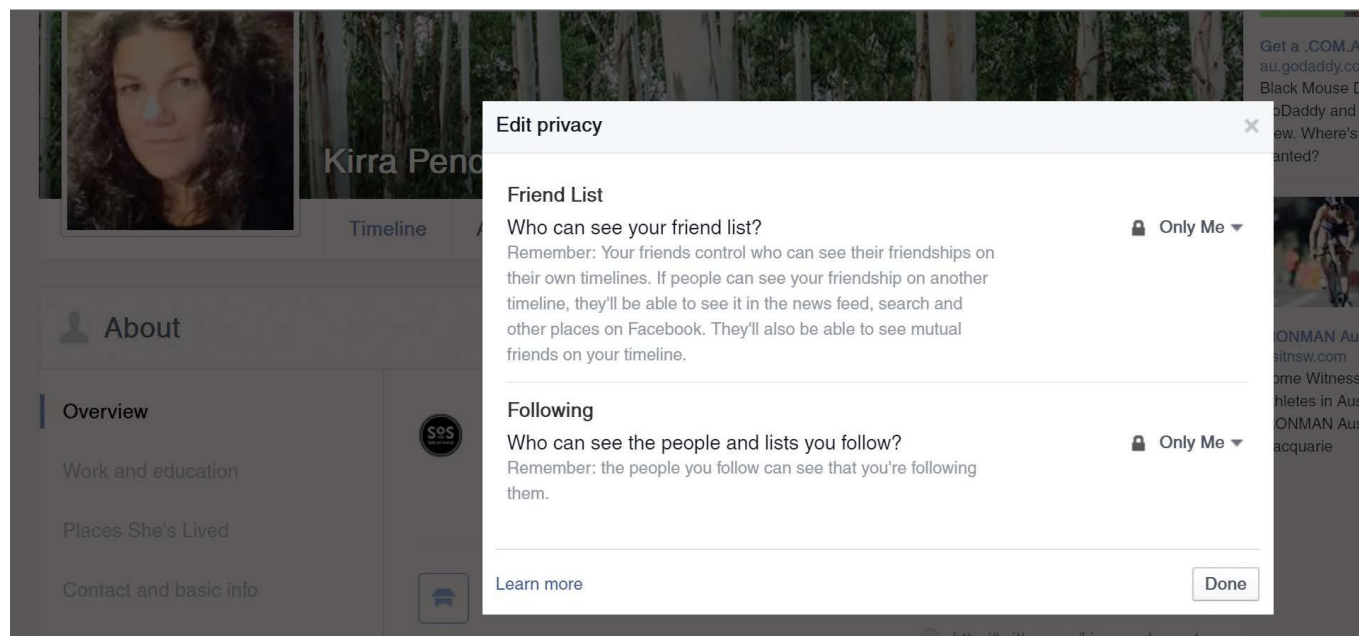 Get a .COM.A
au.godaddy.co
Black Mouse D
oDaddy and
ew. Where's
anted?
Kirra Pend
Timeline
A
Edit privacy
Friend List
Who can see your friend list?
Only Me
Remember: Your friends control who can see their friendships on
their own timelines. If people can see your friendship on another
timeline, they'll be able to see it in the news feed, search and
other places on Facebook. They'll also be able to see mutual
friends on your timeline.
Following
Who can see the people and lists you follow?
Only Me
Remember: the people you follow can see that you're following
them.
Learn more
Done
About
Overview
Work and education
Places She's Lived
Contact and basic info
SOS
RONMAN Au
sitnsw.com
ome Witness
hletes in Aus
RONMAN Aus
acquarie